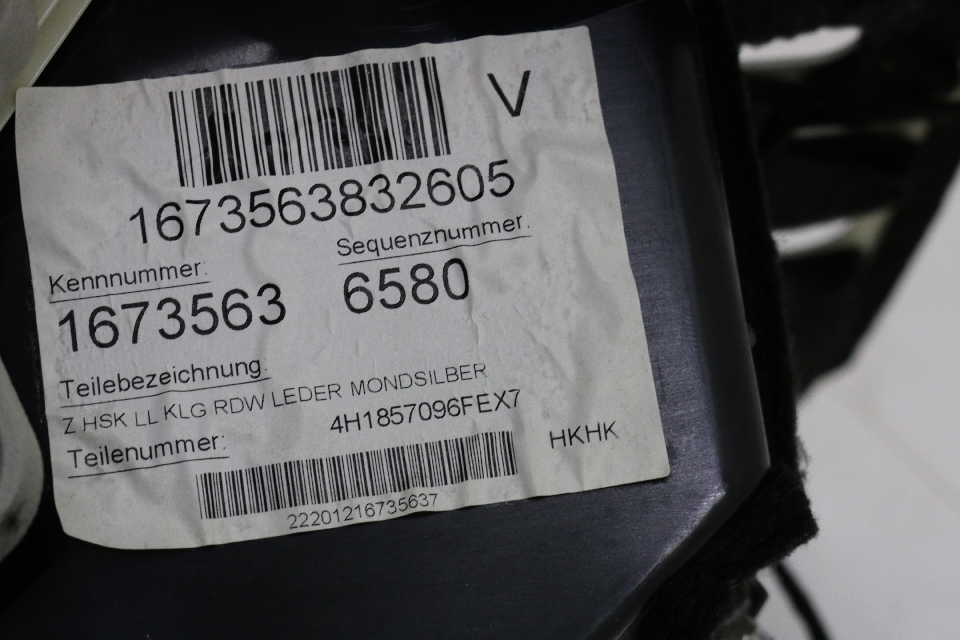 V
1673563832605
Kennnummer: Sequenznummer:
1673563 6580
Teilebezeichnung:
Z HSK LL KLG RDW LEDER MONDSILBER
Teilenummer: 4H1857096FEX7
HKHK
22201216735637